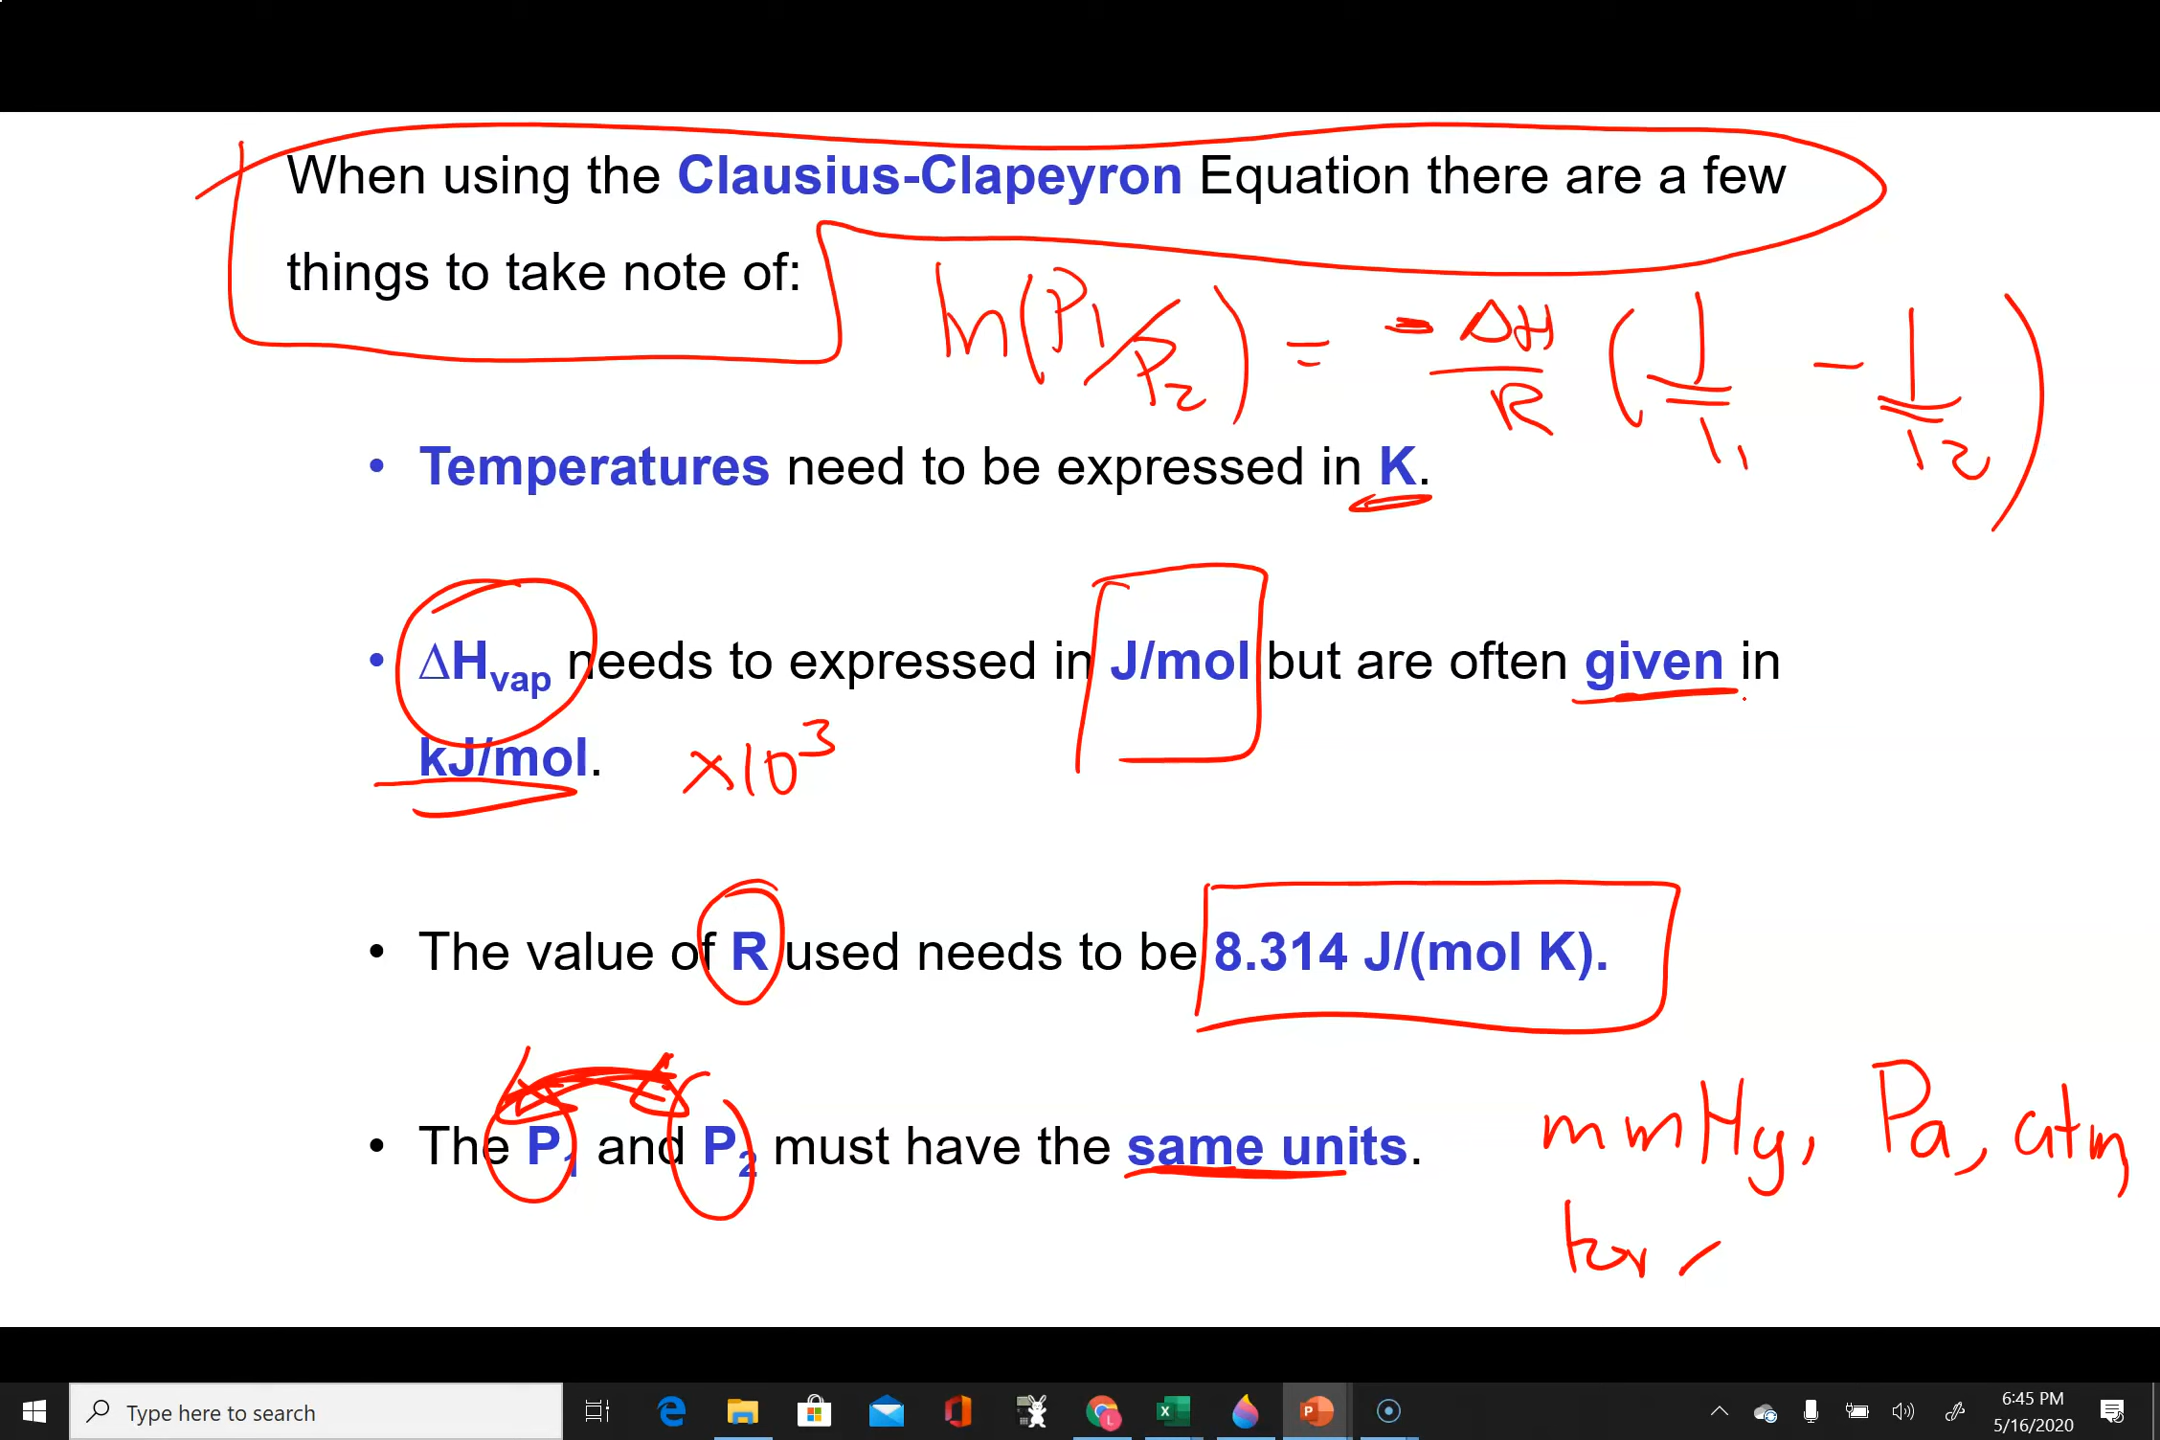 When using the Clausius-Clapeyron Equation there are a few
things to take note of:
ln(P1/P2) = -ΔH/R (1/T1 - 1/T2)
• Temperatures need to be expressed in K.
• ΔHvap needs to expressed in J/mol but are often given in
kJ/mol.
×10³
• The value of R used needs to be 8.314 J/(mol K).
• The P1 and P2 must have the same units.
mmHg, Pa, atm,
torr
Type here to search
6:45 PM
5/16/2020